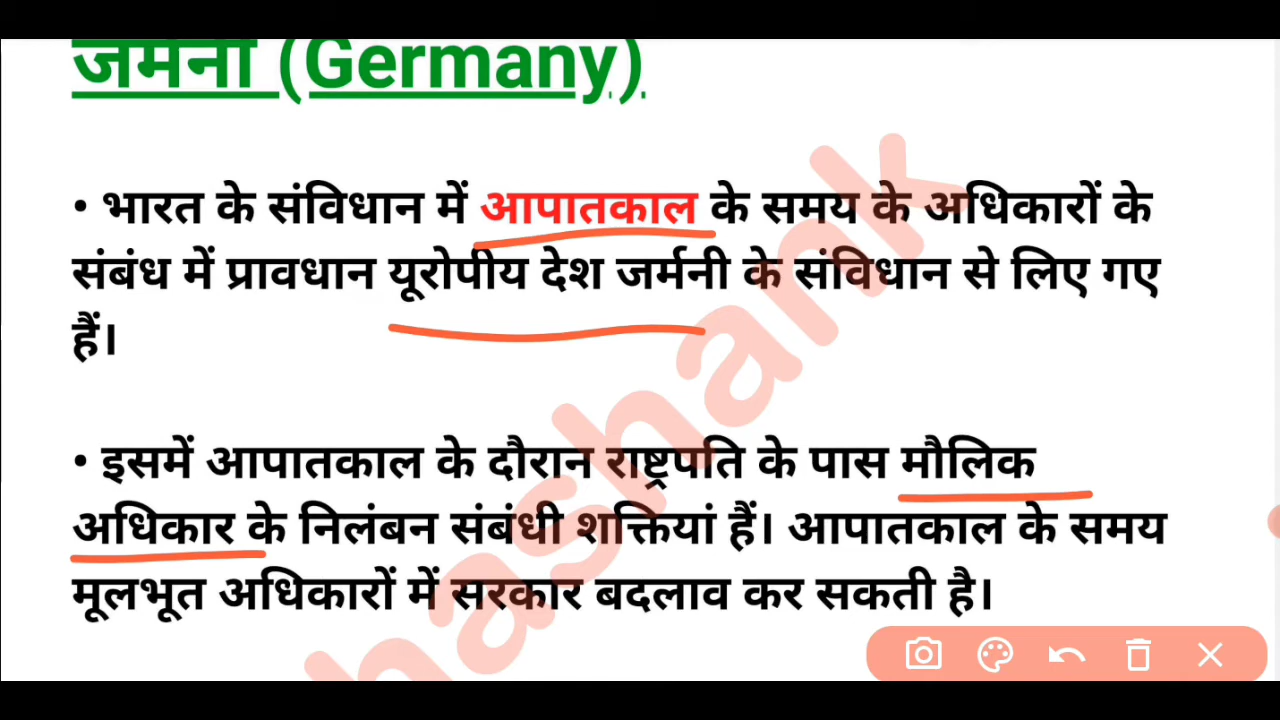 जर्मनी (Germany)
• भारत के संविधान में आपातकाल के समय के अधिकारों के
संबंध में प्रावधान यूरोपीय देश जर्मनी के संविधान से लिए गए
हैं।
• इसमें आपातकाल के दौरान राष्ट्रपति के पास मौलिक
अधिकार के निलंबन संबंधी शक्तियां हैं। आपातकाल के समय
मूलभूत अधिकारों में सरकार बदलाव कर सकती है।